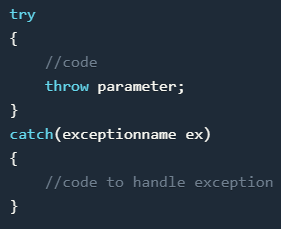 try
{
//code
throw parameter;
}
catch(exceptionname ex)
{
//code to handle exception
}